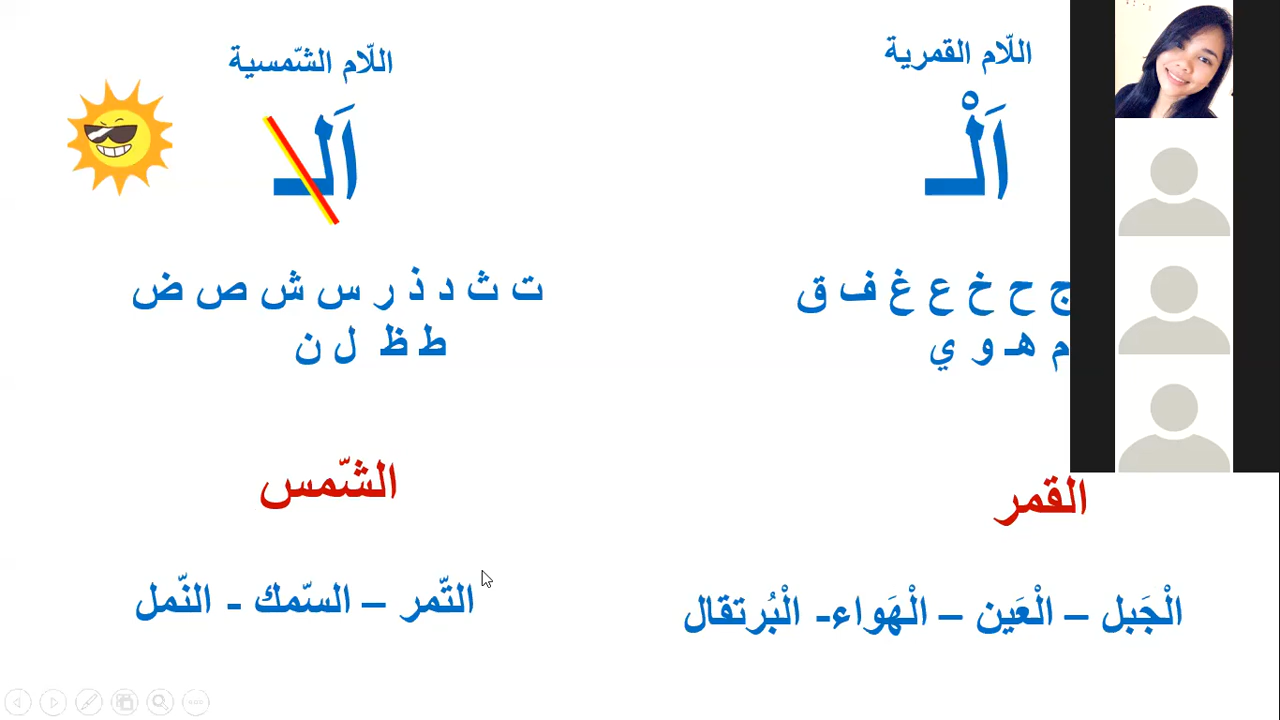 اللّام القمرية
اَلْـ
ج ح خ ع غ ف ق
م هـ و ي
القمر
الْجَبل – الْعَين – الْهَواء- الْبُرتقال
اللّام الشّمسية
اَلـ
ت ث د ذ ر س ش ص ض
ط ظ ل ن
الشّمس
التّمر – السّمك - النّمل